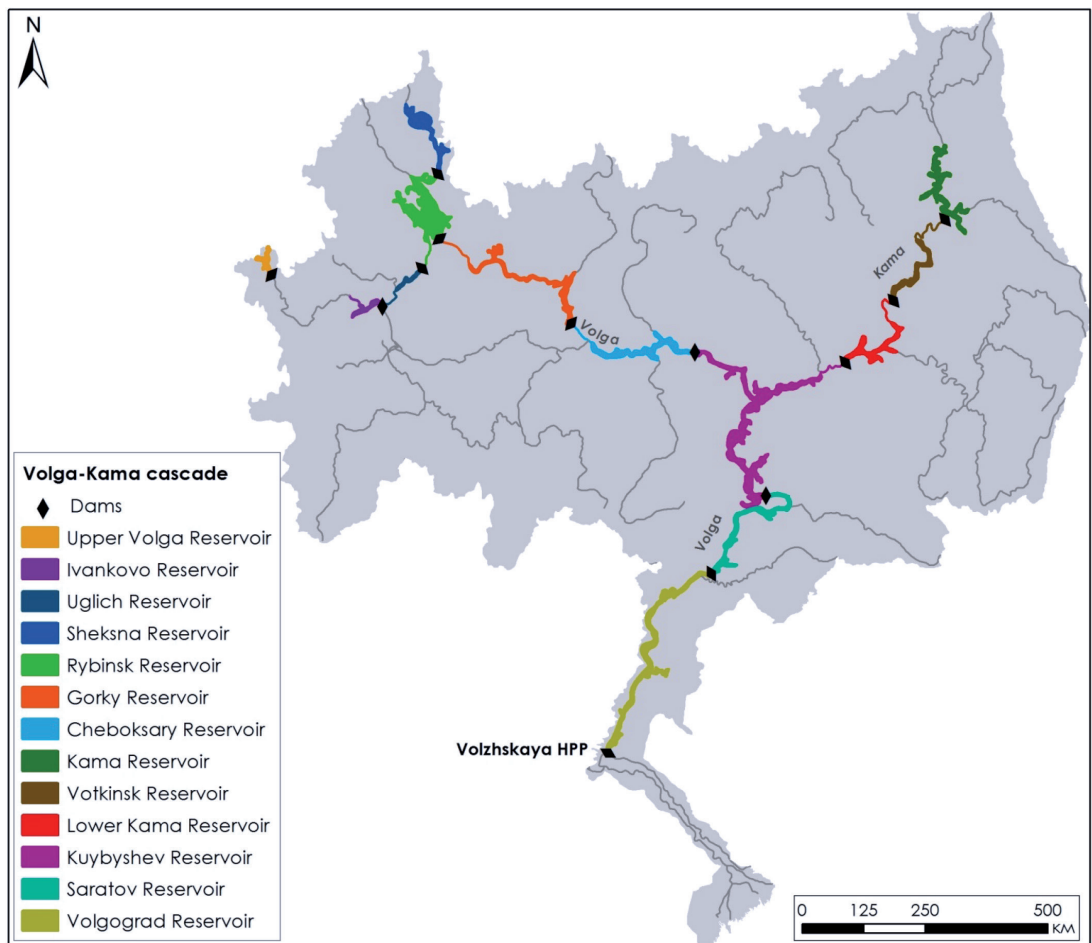 N
Kama
Volga
Volga
Volzhskaya HPP
Volga-Kama cascade
Dams
Upper Volga Reservoir
Ivankovo Reservoir
Uglich Reservoir
Sheksna Reservoir
Rybinsk Reservoir
Gorky Reservoir
Cheboksary Reservoir
Kama Reservoir
Votkinsk Reservoir
Lower Kama Reservoir
Kuybyshev Reservoir
Saratov Reservoir
Volgograd Reservoir
0 125 250 500
KM